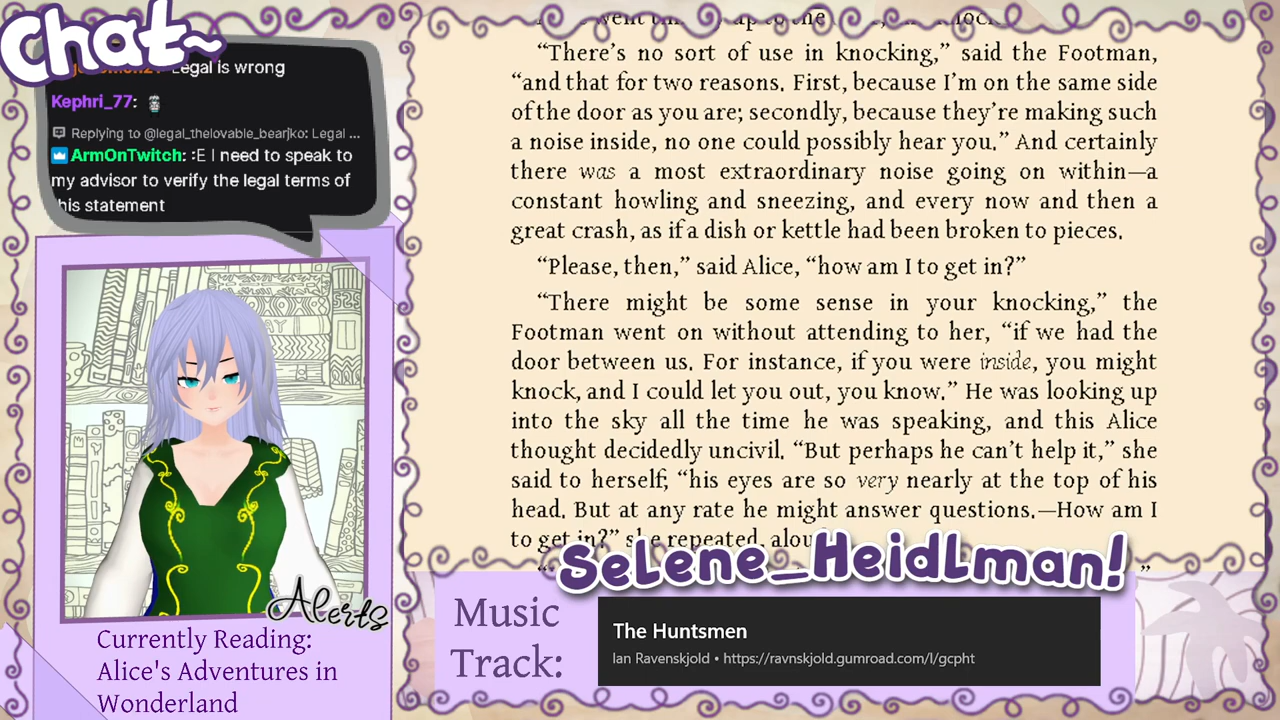 Chat~
Legal is wrong
Kephri_77:
Replying to @legal_thelovable_bear|ko: Legal ...
ArmOnTwitch: :E I need to speak to
my advisor to verify the legal terms of
this statement
Alerts
Currently Reading:
Alice's Adventures in
Wonderland
“There’s no sort of use in knocking,” said the Footman,
“and that for two reasons. First, because I’m on the same side
of the door as you are; secondly, because they’re making such
a noise inside, no one could possibly hear you.” And certainly
there was a most extraordinary noise going on within—a
constant howling and sneezing, and every now and then a
great crash, as if a dish or kettle had been broken to pieces.
“Please, then,” said Alice, “how am I to get in?”
“There might be some sense in your knocking,” the
Footman went on without attending to her, “if we had the
door between us. For instance, if you were inside, you might
knock, and I could let you out, you know.” He was looking up
into the sky all the time he was speaking, and this Alice
thought decidedly uncivil. “But perhaps he can’t help it,” she
said to herself; “his eyes are so very nearly at the top of his
head. But at any rate he might answer questions.—How am I
to get in?” she repeated, alou
Selene_Heidlman!
Music
Track:
The Huntsmen
Ian Ravenskjold • https://ravnskjold.gumroad.com/l/gcpht